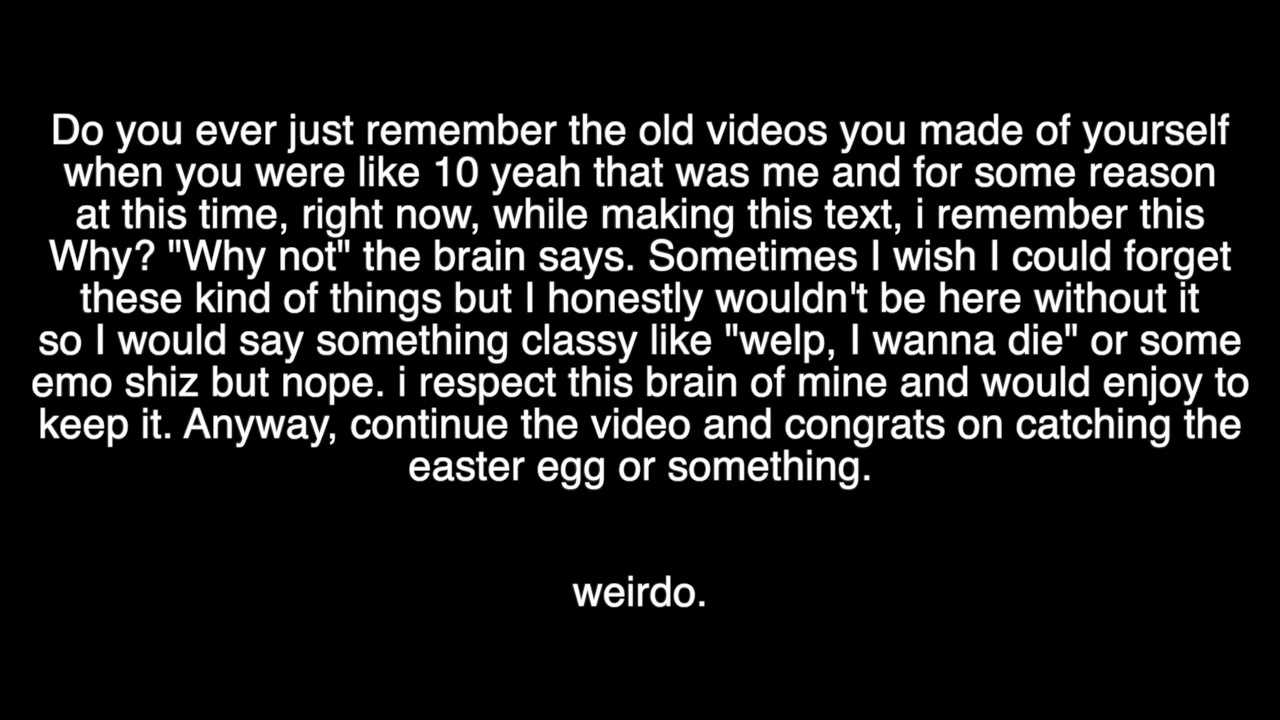 Do you ever just remember the old videos you made of yourself
when you were like 10 yeah that was me and for some reason
at this time, right now, while making this text, i remember this
Why? "Why not" the brain says. Sometimes I wish I could forget
these kind of things but I honestly wouldn't be here without it
so I would say something classy like "welp, I wanna die" or some
emo shiz but nope. i respect this brain of mine and would enjoy to
keep it. Anyway, continue the video and congrats on catching the
easter egg or something.
weirdo.